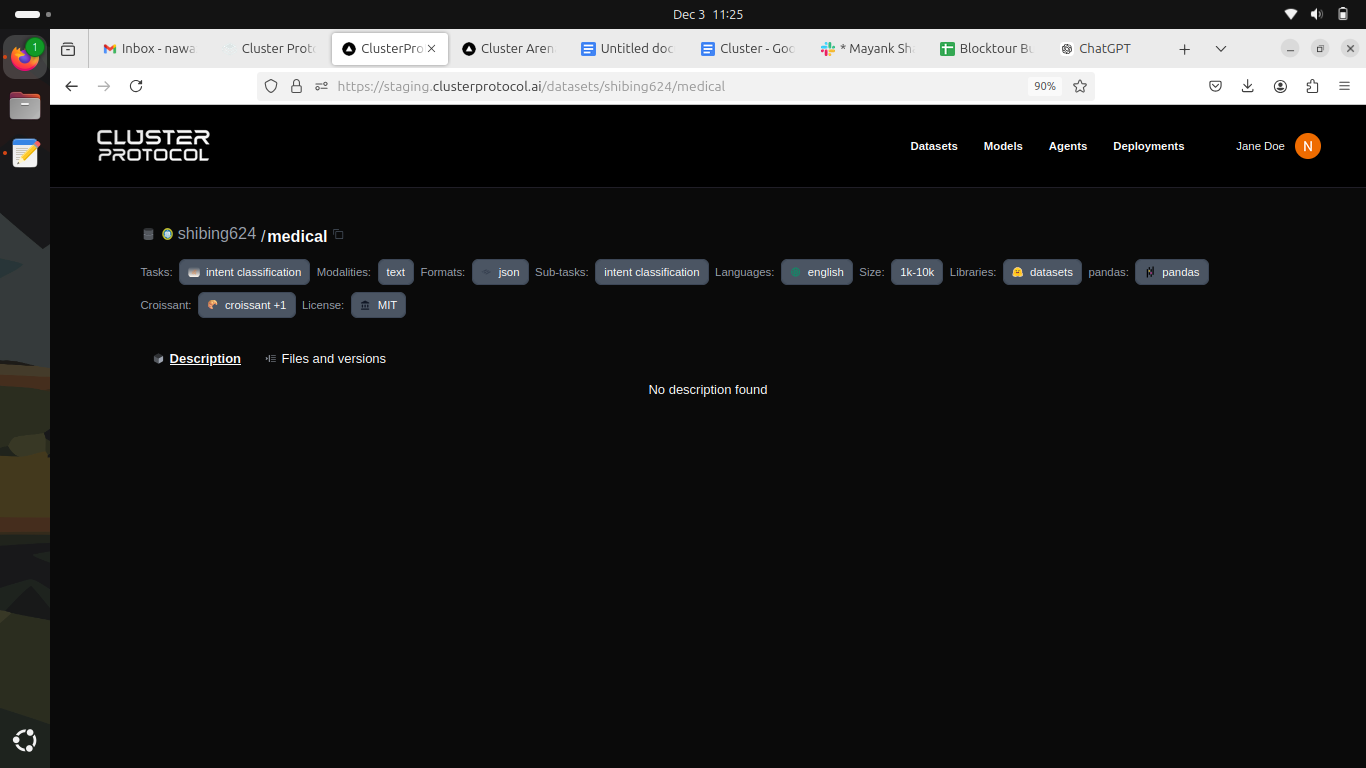 Dec 3 11:25
1
Inbox - nawa
Cluster Proto
ClusterPro
Cluster Aren
Untitled doc
Cluster - Goo
* Mayank Sha
Blocktour Bu
ChatGPT
https://staging.clusterprotocol.ai/datasets/shibing624/medical
90%
CLUSTER
PROTOCOL
Datasets Models Agents Deployments Jane Doe N
shibing624 /medical
Tasks: intent classification Modalities: text Formats: json Sub-tasks: intent classification Languages: english Size: 1k-10k Libraries: datasets pandas: pandas
Croissant: croissant +1 License: MIT
Description Files and versions
No description found